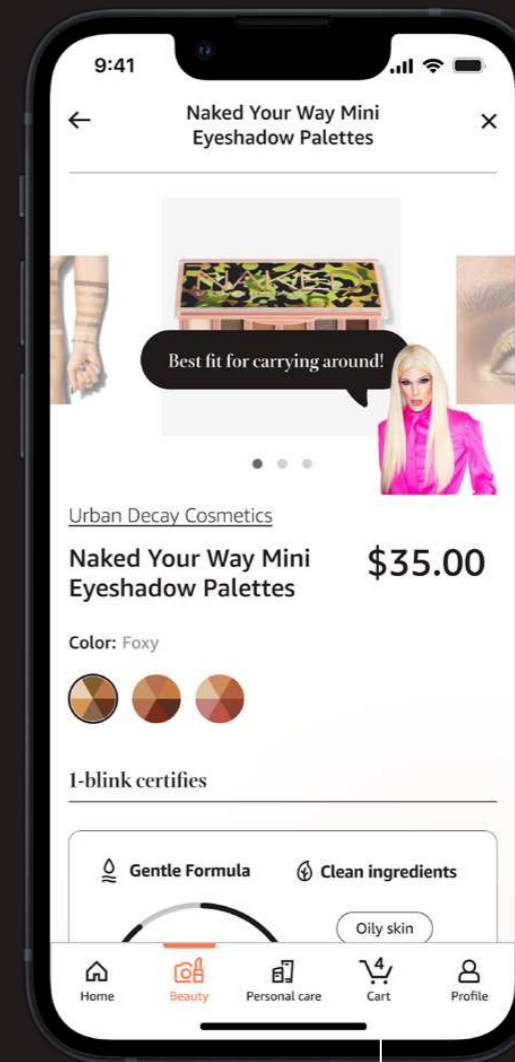 9:41
Naked Your Way Mini
Eyeshadow Palettes
NAKED
Best fit for carrying around!
Urban Decay Cosmetics
Naked Your Way Mini
Eyeshadow Palettes
$35.00
Color: Foxy
1-blink certifies
Gentle Formula
Clean ingredients
Oily skin
4
Home
Beauty
Personal care
Cart
Profile